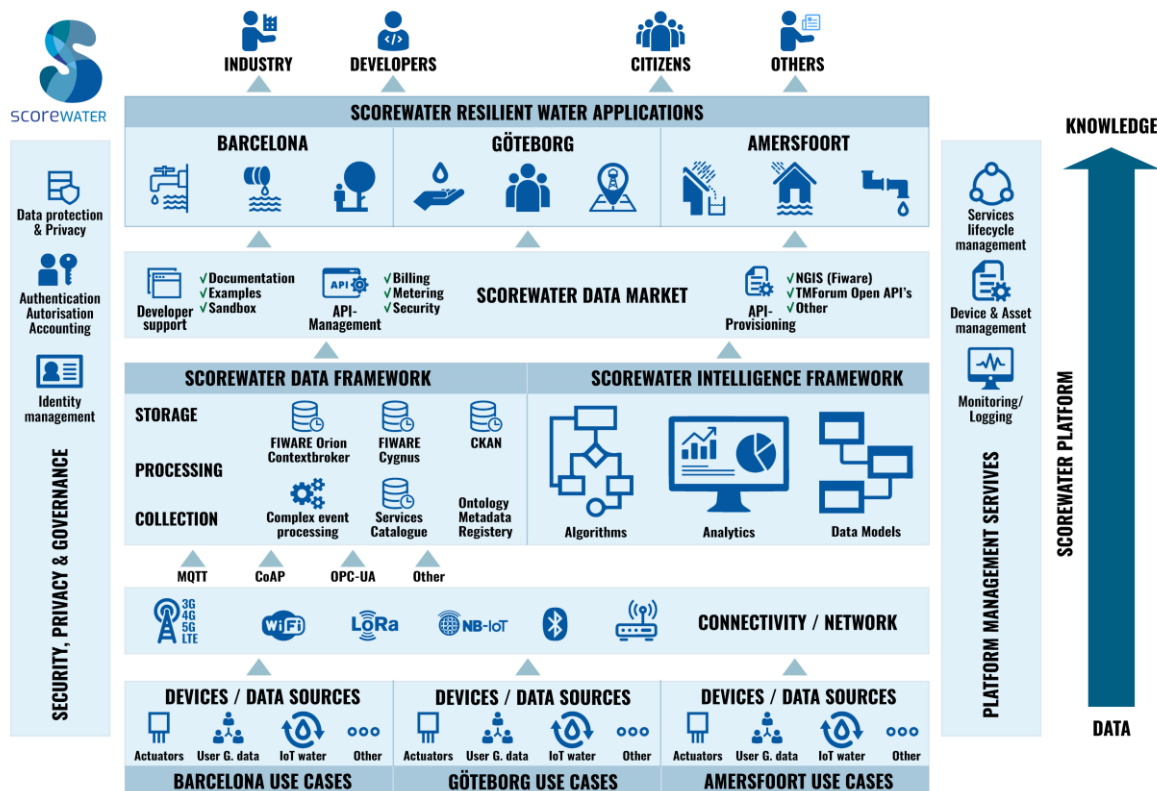 SCOREWATER
INDUSTRY
DEVELOPERS
CITIZENS
OTHERS
SCOREWATER RESILIENT WATER APPLICATIONS
BARCELONA
GÖTEBORG
AMERSFOORT
KNOWLEDGE
Data protection
& Privacy
Authentication
Autorisation
Accounting
Identity
management
SECURITY, PRIVACY & GOVERNANCE
Developer
support
√Documentation
√Examples
√Sandbox
API
API-
Management
√Billing
√Metering
√Security
SCOREWATER DATA MARKET
API-
Provisioning
√NGIS (Fiware)
√TMForum Open API's
√Other
Services
lifecycle
management
Device & Asset
management
Monitoring/
Logging
PLATFORM MANAGEMENT SERVIVES
SCOREWATER PLATFORM
SCOREWATER DATA FRAMEWORK
STORAGE
FIWARE Orion
Contextbroker
FIWARE
Cygnus
CKAN
PROCESSING
COLLECTION
Complex event
processing
Services
Catalogue
Ontology
Metadata
Registery
SCOREWATER INTELLIGENCE FRAMEWORK
Algorithms
Analytics
Data Models
MQTT
CoAP
OPC-UA
Other
3G
4G
5G
LTE
WiFi
LoRa
NB-IoT
CONNECTIVITY / NETWORK
DEVICES / DATA SOURCES
Actuators
User G. data
IoT water
Other
BARCELONA USE CASES
DEVICES / DATA SOURCES
Actuators
User G. data
IoT water
Other
GÖTEBORG USE CASES
DEVICES / DATA SOURCES
Actuators
User G. data
IoT water
Other
AMERSFOORT USE CASES
DATA